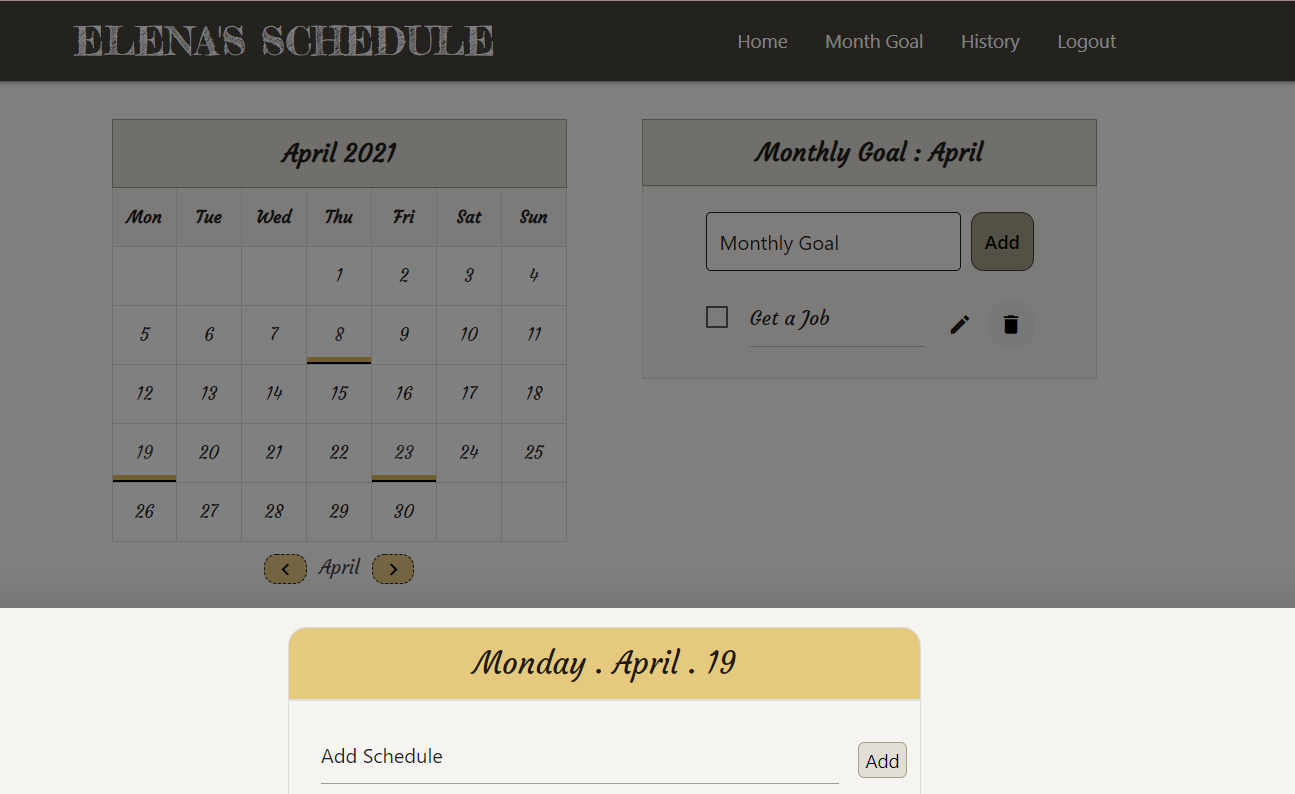 ELENA'S SCHEDULE
Home Month Goal History Logout
April 2021
Mon Tue Wed Thu Fri Sat Sun
1 2 3 4
5 6 7 8 9 10 11
12 13 14 15 16 17 18
19 20 21 22 23 24 25
26 27 28 29 30
April
Monthly Goal : April
Monthly Goal Add
Get a Job
Monday . April . 19
Add Schedule Add